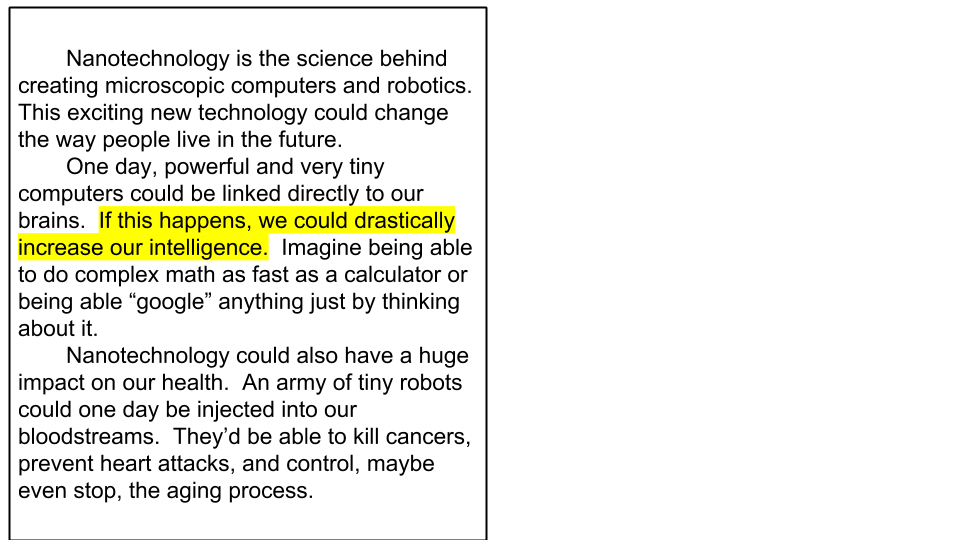 Nanotechnology is the science behind
creating microscopic computers and robotics.
This exciting new technology could change
the way people live in the future.
One day, powerful and very tiny
computers could be linked directly to our
brains.  If this happens, we could drastically
increase our intelligence.  Imagine being able
to do complex math as fast as a calculator or
being able “google” anything just by thinking
about it.
Nanotechnology could also have a huge
impact on our health.  An army of tiny robots
could one day be injected into our
bloodstreams.  They’d be able to kill cancers,
prevent heart attacks, and control, maybe
even stop, the aging process.